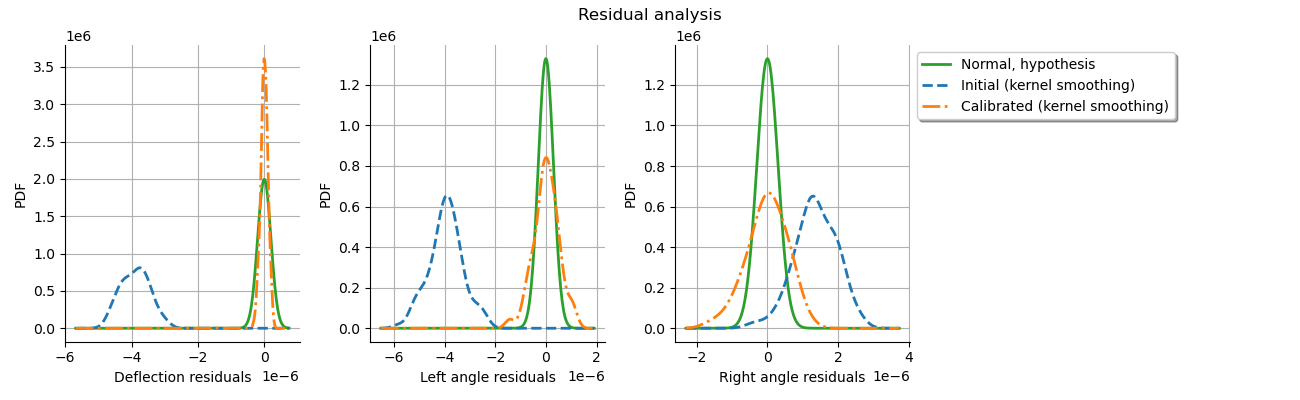 Residual analysis
1e6
3.5
3.0
2.5
2.0
1.5
1.0
0.5
0.0
PDF
−6 −4 −2 0
Deflection residuals 1e−6
1e6
1.2
1.0
0.8
0.6
0.4
0.2
0.0
PDF
−6 −4 −2 0 2
Left angle residuals 1e−6
1e6
1.2
1.0
0.8
0.6
0.4
0.2
0.0
PDF
−2 0 2 4
Right angle residuals 1e−6
Normal, hypothesis
Initial (kernel smoothing)
Calibrated (kernel smoothing)